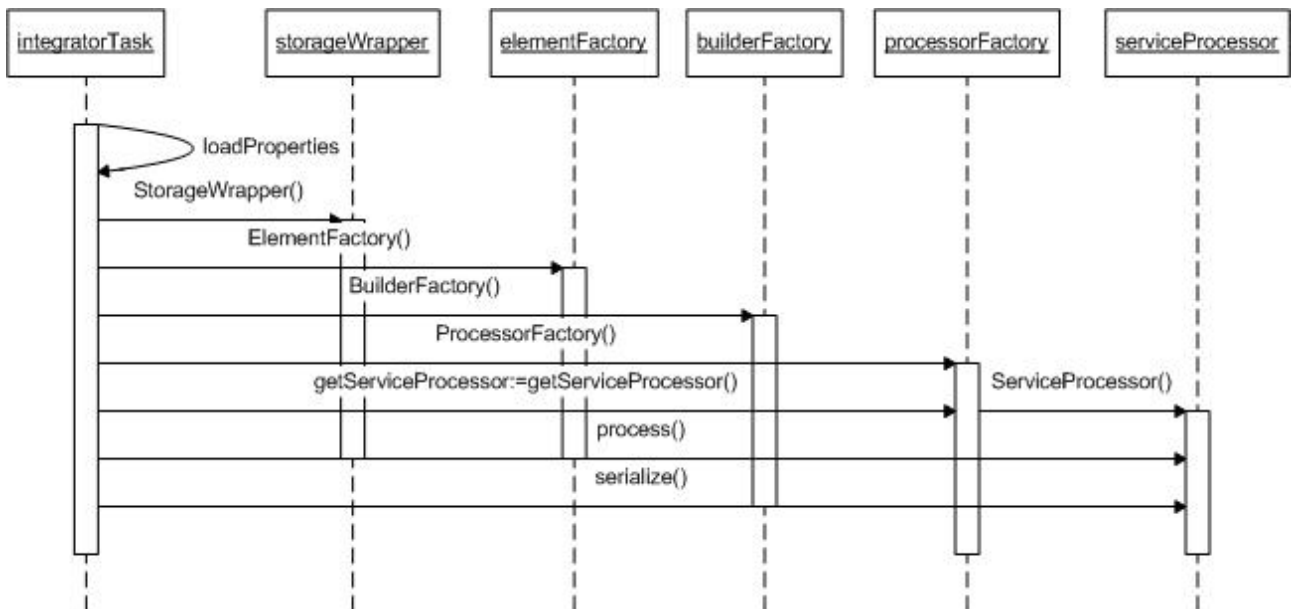 integratorTask
storageWrapper
elementFactory
builderFactory
processorFactory
serviceProcessor
loadProperties
StorageWrapper()
ElementFactory()
BuilderFactory()
ProcessorFactory()
getServiceProcessor:=getServiceProcessor()
ServiceProcessor()
process()
serialize()